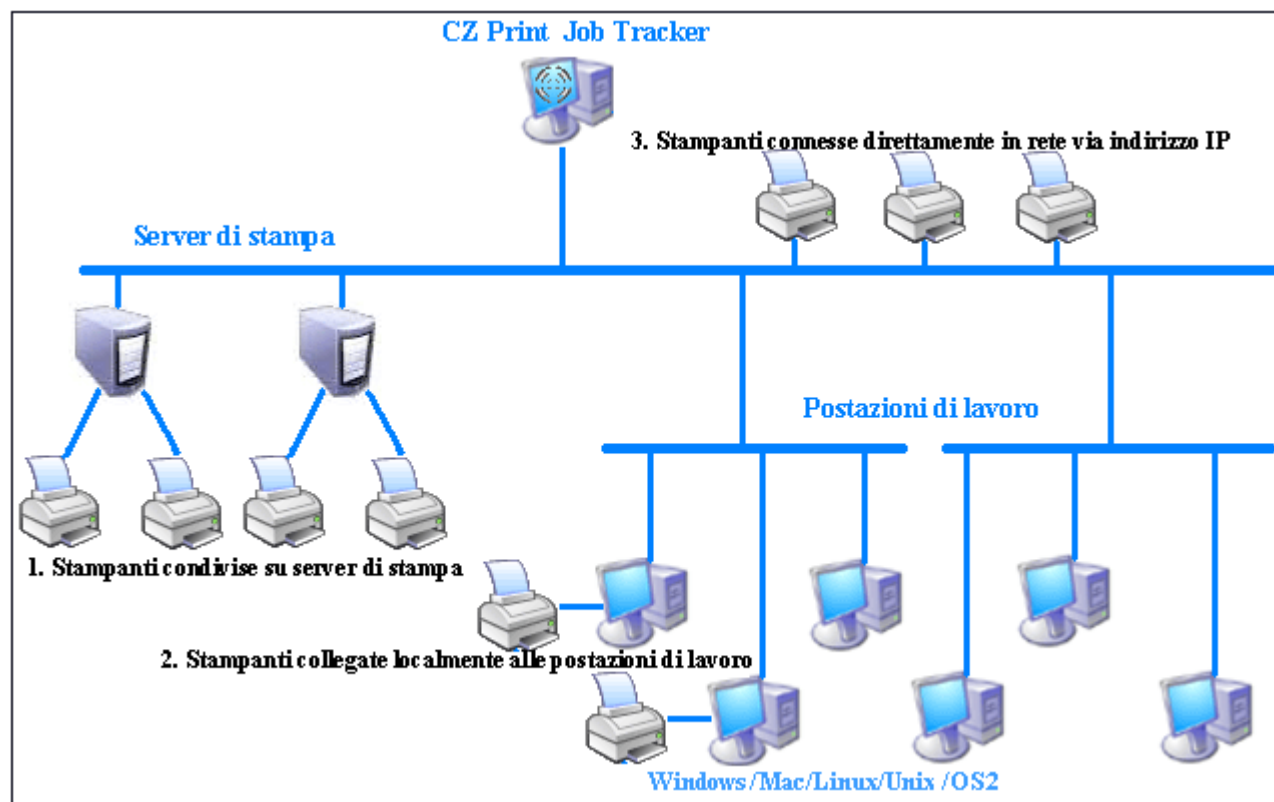 CZ Print Job Tracker
3. Stampanti connesse direttamente in rete via indirizzo IP
Server di stampa
Postazioni di lavoro
1. Stampanti condivise su server di stampa
2. Stampanti collegate localmente alle postazioni di lavoro
Windows/Mac/Linux/Unix /OS2